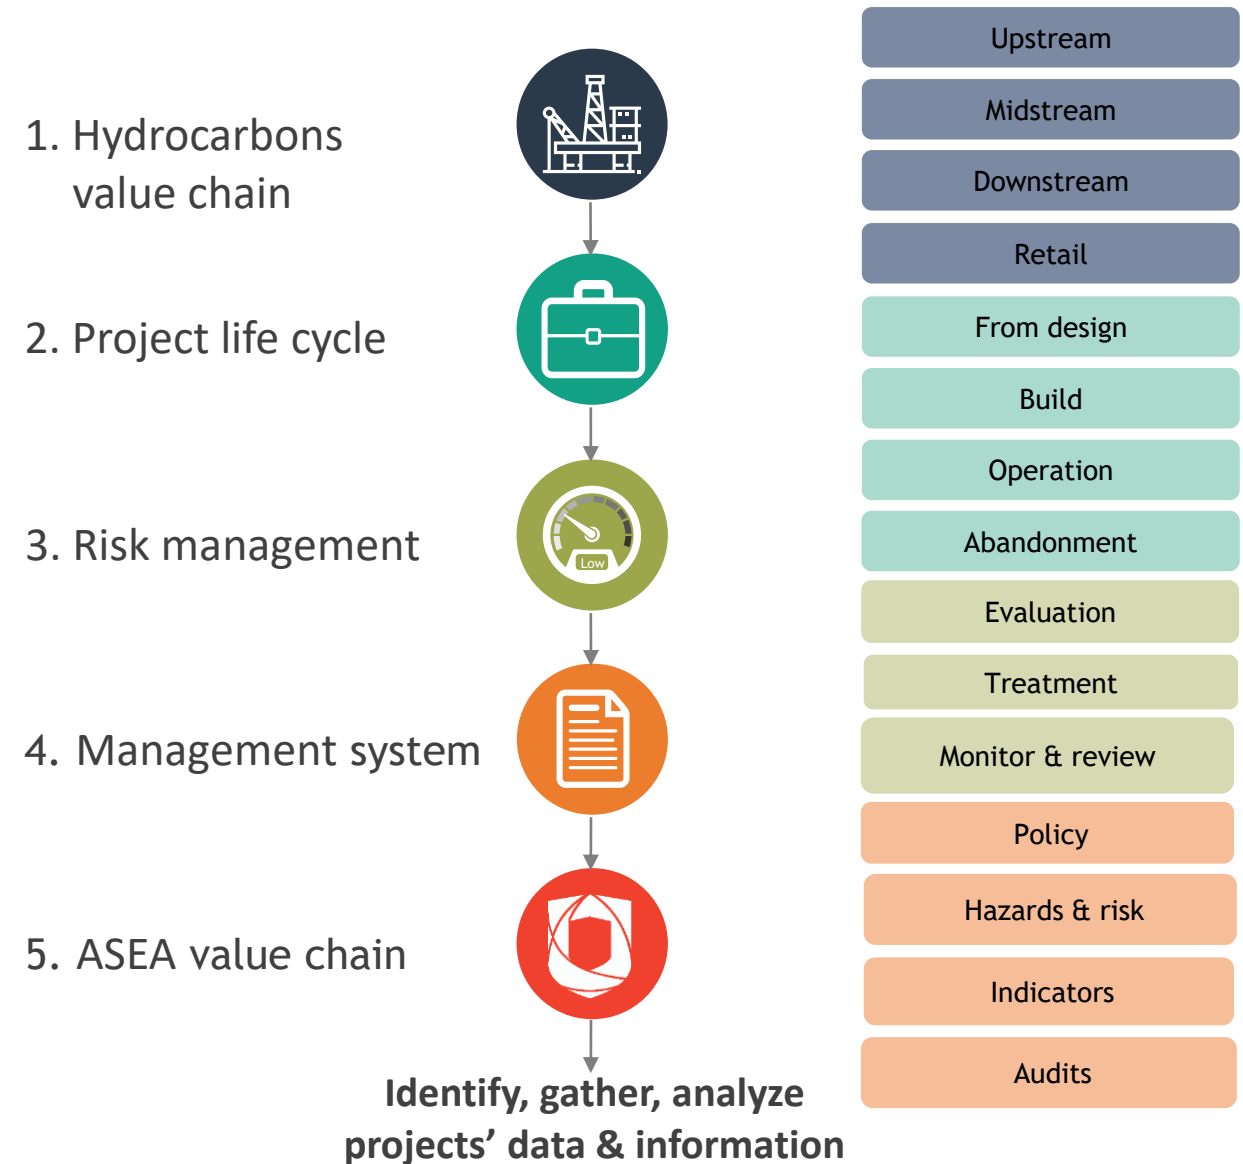 1. Hydrocarbons
value chain
2. Project life cycle
3. Risk management
Low
4. Management system
5. ASEA value chain
Identify, gather, analyze
projects’ data & information
Upstream
Midstream
Downstream
Retail
From design
Build
Operation
Abandonment
Evaluation
Treatment
Monitor & review
Policy
Hazards & risk
Indicators
Audits